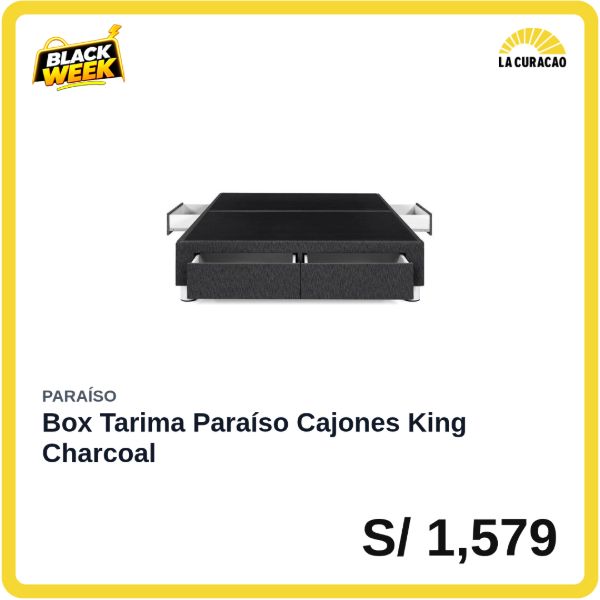 BLACK
WEEK
LA CURACAO
PARAÍSO
Box Tarima Paraíso Cajones King
Charcoal
S/ 1,579